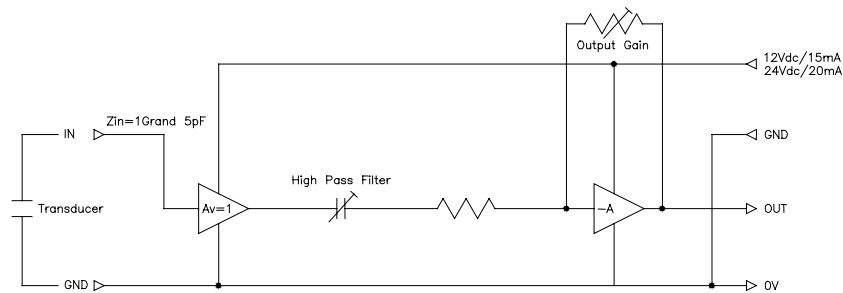 Output Gain
12Vdc/15mA
24Vdc/20mA
Zin=1Grand 5pF
IN
GND
High Pass Filter
Transducer
Av=1
-A
OUT
GND
0V